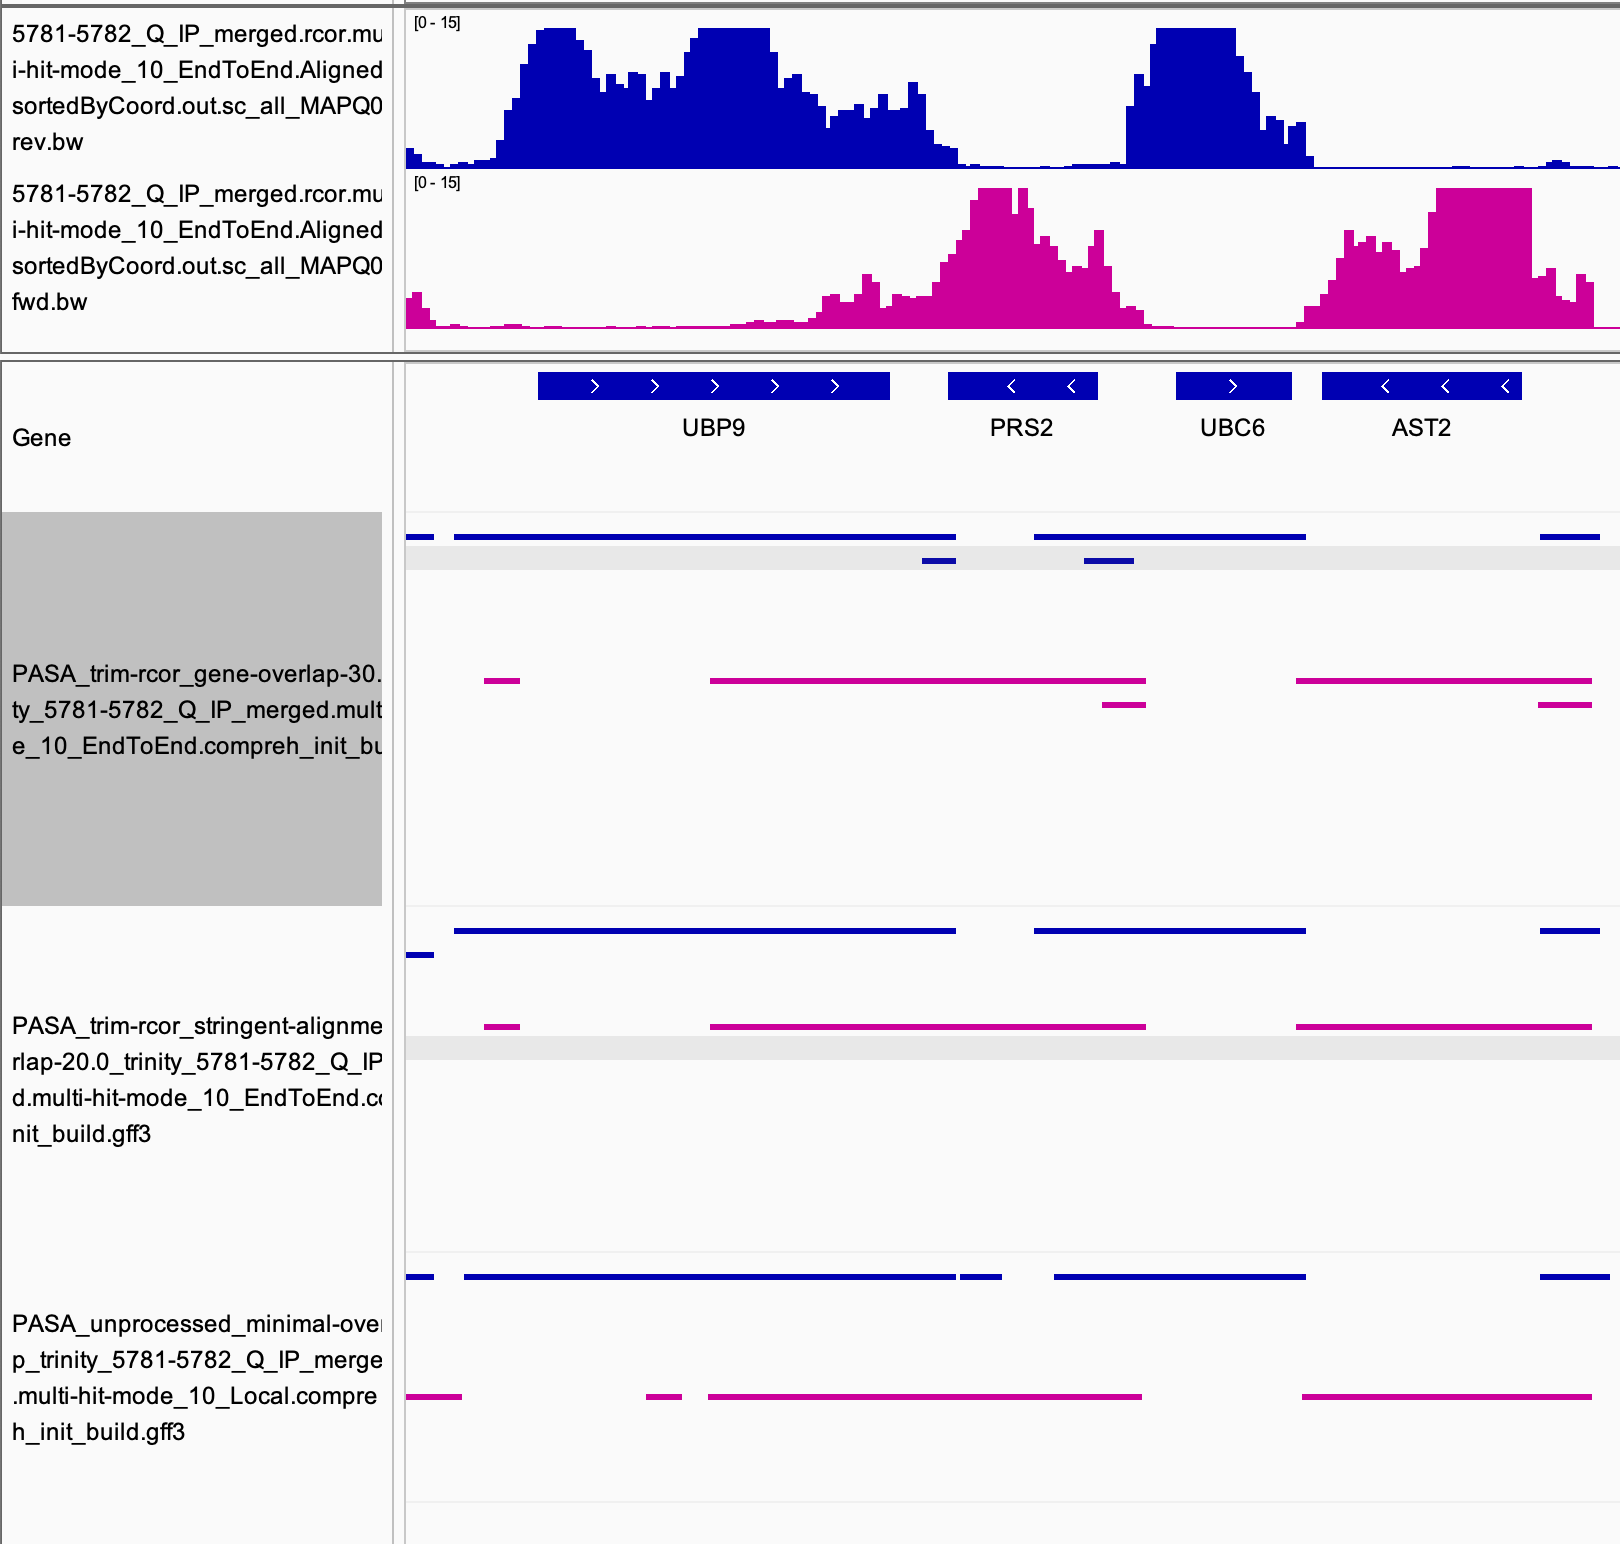 [0 - 15]
5781-5782_Q_IP_merged.rcor.mu
i-hit-mode_10_EndToEnd.Aligned
sortedByCoord.out.sc_all_MAPQ0
rev.bw
[0 - 15]
5781-5782_Q_IP_merged.rcor.mu
i-hit-mode_10_EndToEnd.Aligned
sortedByCoord.out.sc_all_MAPQ0
fwd.bw
UBP9 PRS2 UBC6 AST2
Gene
PASA_trim-rcor_gene-overlap-30.
ty_5781-5782_Q_IP_merged.mult
e_10_EndToEnd.compreh_init_bu
PASA_trim-rcor_stringent-alignme
rlap-20.0_trinity_5781-5782_Q_IP
d.multi-hit-mode_10_EndToEnd.co
nit_build.gff3
PASA_unprocessed_minimal-over
p_trinity_5781-5782_Q_IP_merge
.multi-hit-mode_10_Local.compre
h_init_build.gff3